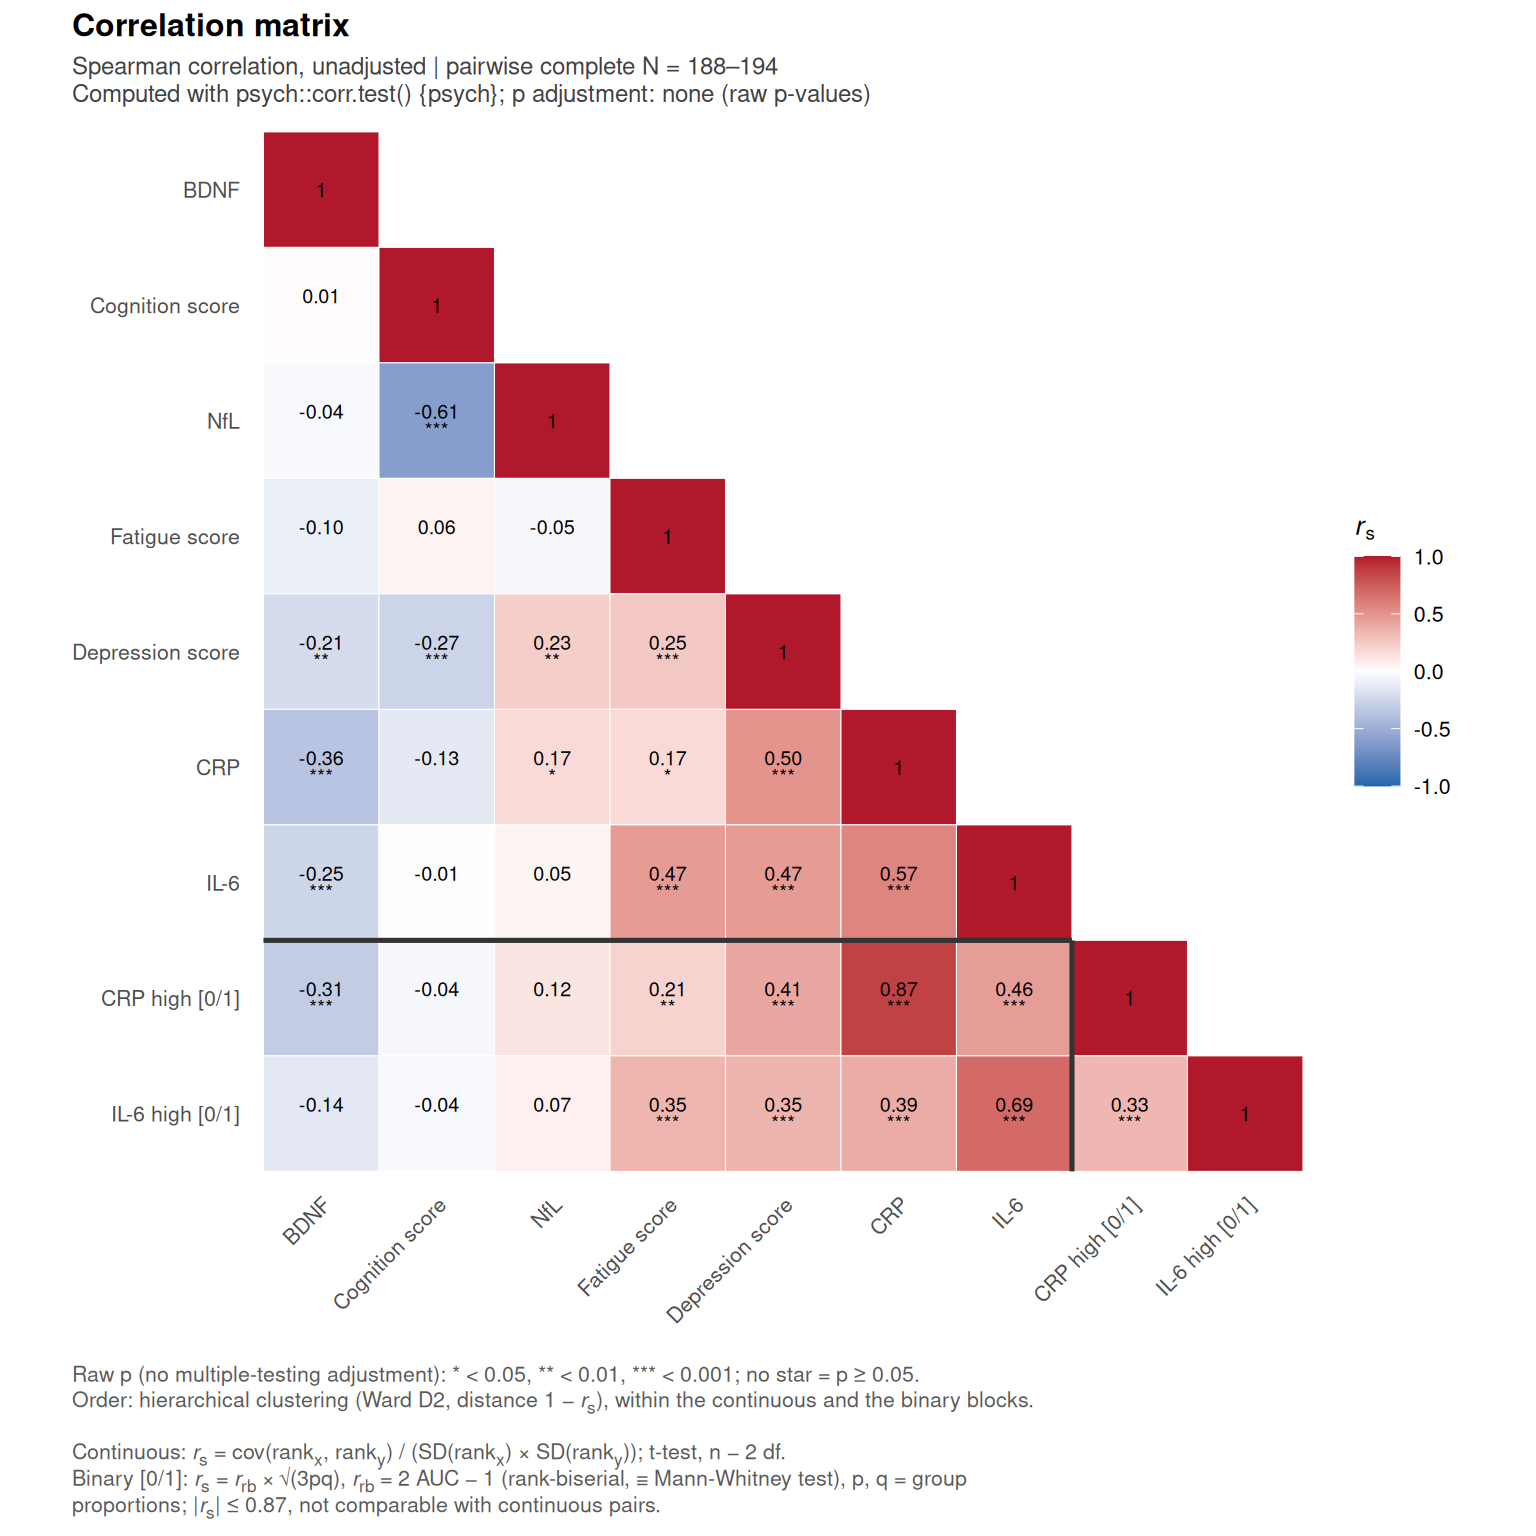 Correlation matrix
Spearman correlation, unadjusted | pairwise complete N = 188–194
Computed with psych::corr.test() {psych}; p adjustment: none (raw p-values)
BDNF 1
Cognition score 0.01 1
NfL -0.04 -0.61 *** 1
Fatigue score -0.10 0.06 -0.05 1
Depression score -0.21 ** -0.27 *** 0.23 ** 0.25 *** 1
CRP -0.36 *** -0.13 0.17 * 0.17 * 0.50 *** 1
IL-6 -0.25 *** -0.01 0.05 0.47 *** 0.47 *** 0.57 *** 1
CRP high [0/1] -0.31 *** -0.04 0.12 0.21 ** 0.41 *** 0.87 *** 0.46 *** 1
IL-6 high [0/1] -0.14 -0.04 0.07 0.35 *** 0.35 *** 0.39 *** 0.69 *** 0.33 *** 1
BDNF Cognition score NfL Fatigue score Depression score CRP IL-6 CRP high [0/1] IL-6 high [0/1]
rs
1.0
0.5
0.0
-0.5
-1.0
Raw p (no multiple-testing adjustment): * < 0.05, ** < 0.01, *** < 0.001; no star = p ≥ 0.05.
Order: hierarchical clustering (Ward D2, distance 1 − rs), within the continuous and the binary blocks.
Continuous: rs = cov(rankx, ranky) / (SD(rankx) × SD(ranky)); t-test, n − 2 df.
Binary [0/1]: rs = rrb × √(3pq), rrb = 2 AUC − 1 (rank-biserial, ≡ Mann-Whitney test), p, q = group
proportions; |rs| ≤ 0.87, not comparable with continuous pairs.